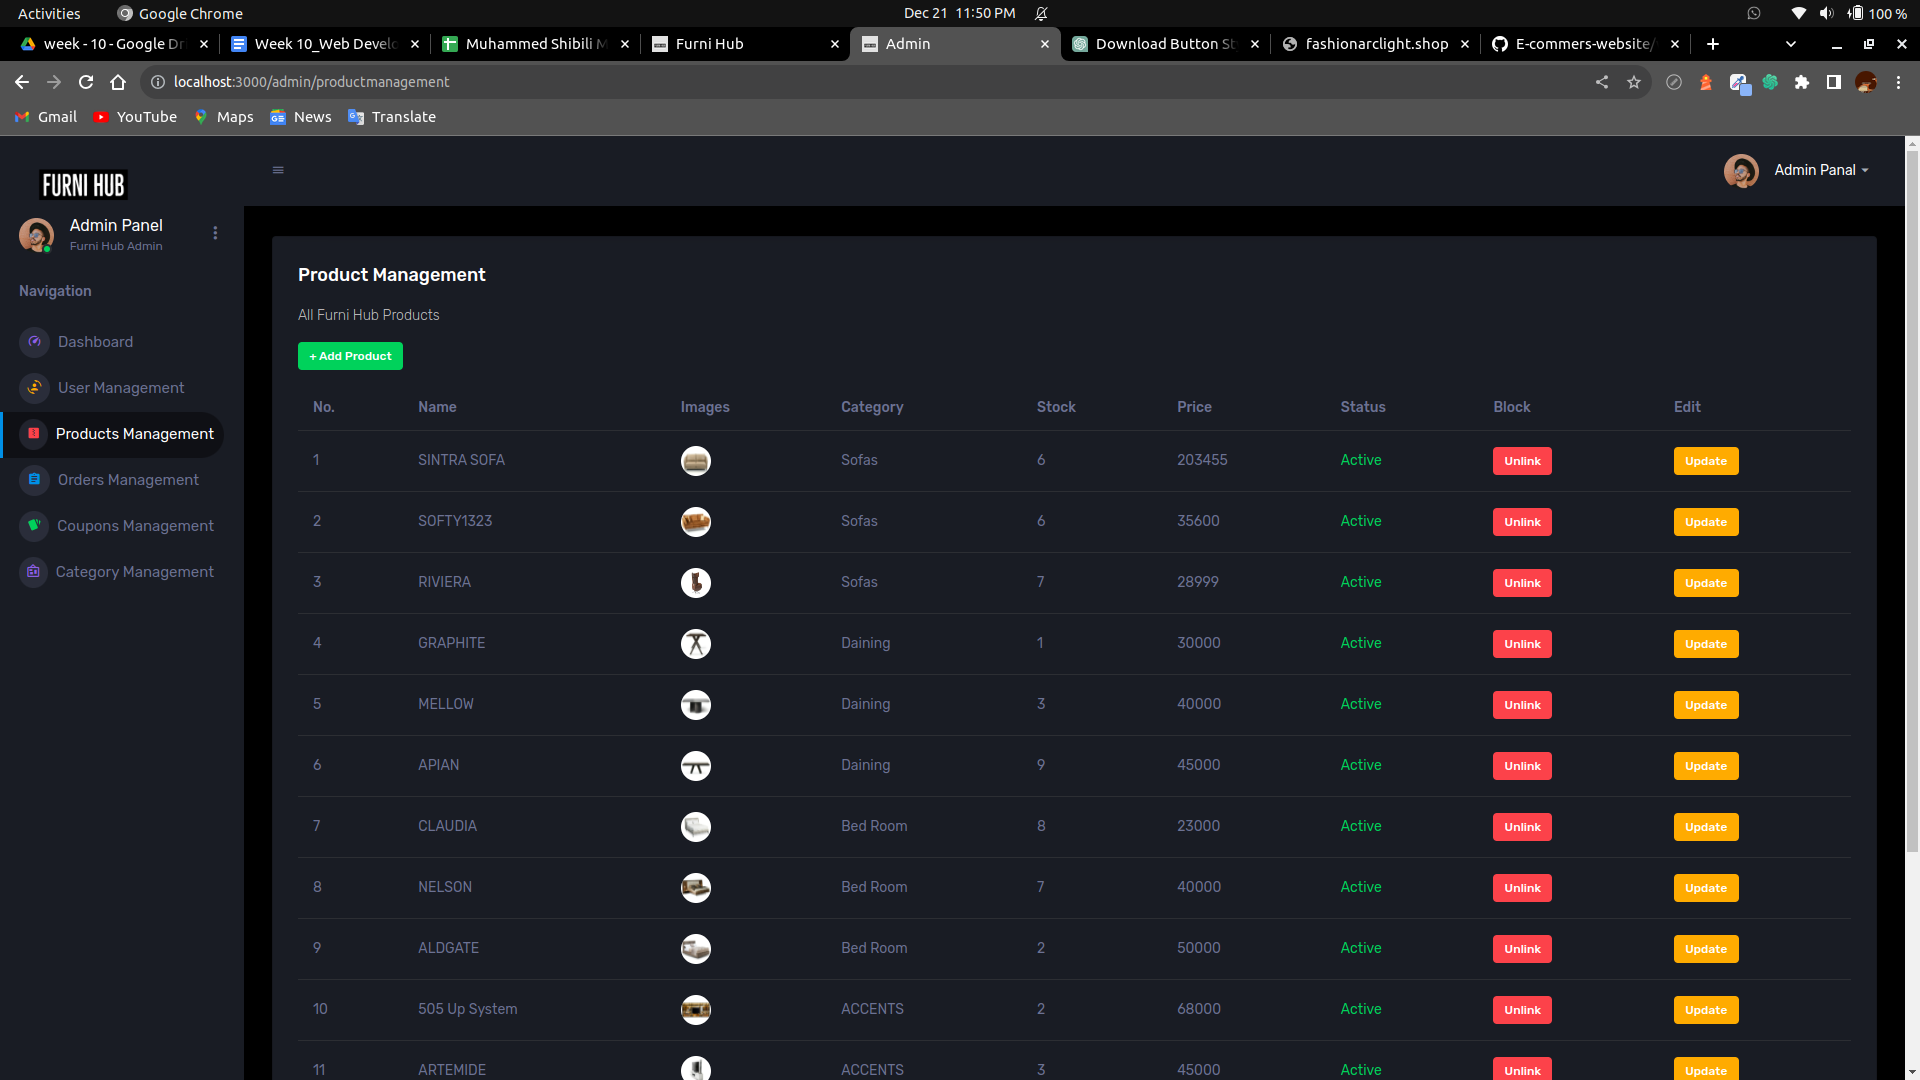 Activities Google Chrome Dec 21 11:50 PM 100 %
week - 10 - Google Dr Week 10_Web Develo Muhammed Shibili M Furni Hub Admin Download Button St fashionarclight.shop E-commers-website/
localhost:3000/admin/productmanagement
Gmail YouTube Maps News Translate
FURNI HUB
Admin Panal
Admin Panel
Furni Hub Admin
Navigation
Dashboard
User Management
Products Management
Orders Management
Coupons Management
Category Management
Product Management
All Furni Hub Products
+ Add Product
No. Name Images Category Stock Price Status Block Edit
1 SINTRA SOFA Sofas 6 203455 Active Unlink Update
2 SOFTY1323 Sofas 6 35600 Active Unlink Update
3 RIVIERA Sofas 7 28999 Active Unlink Update
4 GRAPHITE Daining 1 30000 Active Unlink Update
5 MELLOW Daining 3 40000 Active Unlink Update
6 APIAN Daining 9 45000 Active Unlink Update
7 CLAUDIA Bed Room 8 23000 Active Unlink Update
8 NELSON Bed Room 7 40000 Active Unlink Update
9 ALDGATE Bed Room 2 50000 Active Unlink Update
10 505 Up System ACCENTS 2 68000 Active Unlink Update
11 ARTEMIDE ACCENTS 3 45000 Active Unlink Update